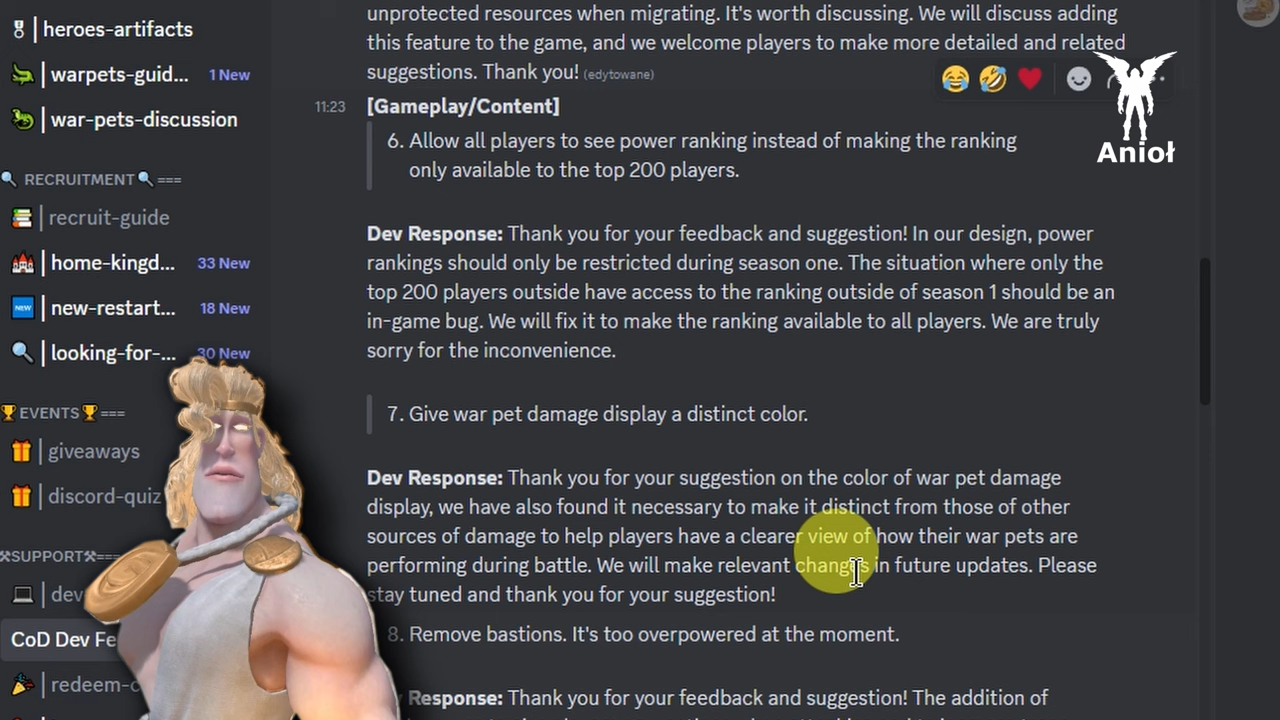 heroes-artifacts
warpets-guid... 1 New
war-pets-discussion
RECRUITMENT ===
recruit-guide
home-kingd... 33 New
NEW new-restart... 18 New
looking-for-... 30 New
EVENTS ===
giveaways
discord-quiz
SUPPORT ===
dev
CoD Dev Fe
redeem-c
unprotected resources when migrating. It's worth discussing. We will discuss adding
this feature to the game, and we welcome players to make more detailed and related
suggestions. Thank you! (edytowane)
11:23 [Gameplay/Content]
6. Allow all players to see power ranking instead of making the ranking
only available to the top 200 players.
Dev Response: Thank you for your feedback and suggestion! In our design, power
rankings should only be restricted during season one. The situation where only the
top 200 players outside have access to the ranking outside of season 1 should be an
in-game bug. We will fix it to make the ranking available to all players. We are truly
sorry for the inconvenience.
7. Give war pet damage display a distinct color.
Dev Response: Thank you for your suggestion on the color of war pet damage
display, we have also found it necessary to make it distinct from those of other
sources of damage to help players have a clearer view of how their war pets are
performing during battle. We will make relevant changes in future updates. Please
stay tuned and thank you for your suggestion!
8. Remove bastions. It's too overpowered at the moment.
Response: Thank you for your feedback and suggestion! The addition of
Anioł